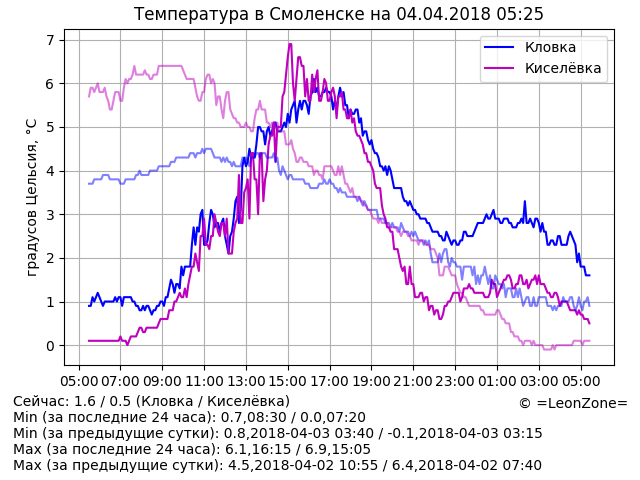 Температура в Смоленске на 04.04.2018 05:25
градусов Цельсия, °C
7
6
5
4
3
2
1
0
Кловка
Киселёвка
05:00 07:00 09:00 11:00 13:00 15:00 17:00 19:00 21:00 23:00 01:00 03:00 05:00
Сейчас: 1.6 / 0.5 (Кловка / Киселёвка)
© =LeonZone=
Min (за последние 24 часа): 0.7,08:30 / 0.0,07:20
Min (за предыдущие сутки): 0.8,2018-04-03 03:40 / -0.1,2018-04-03 03:15
Max (за последние 24 часа): 6.1,16:15 / 6.9,15:05
Max (за предыдущие сутки): 4.5,2018-04-02 10:55 / 6.4,2018-04-02 07:40